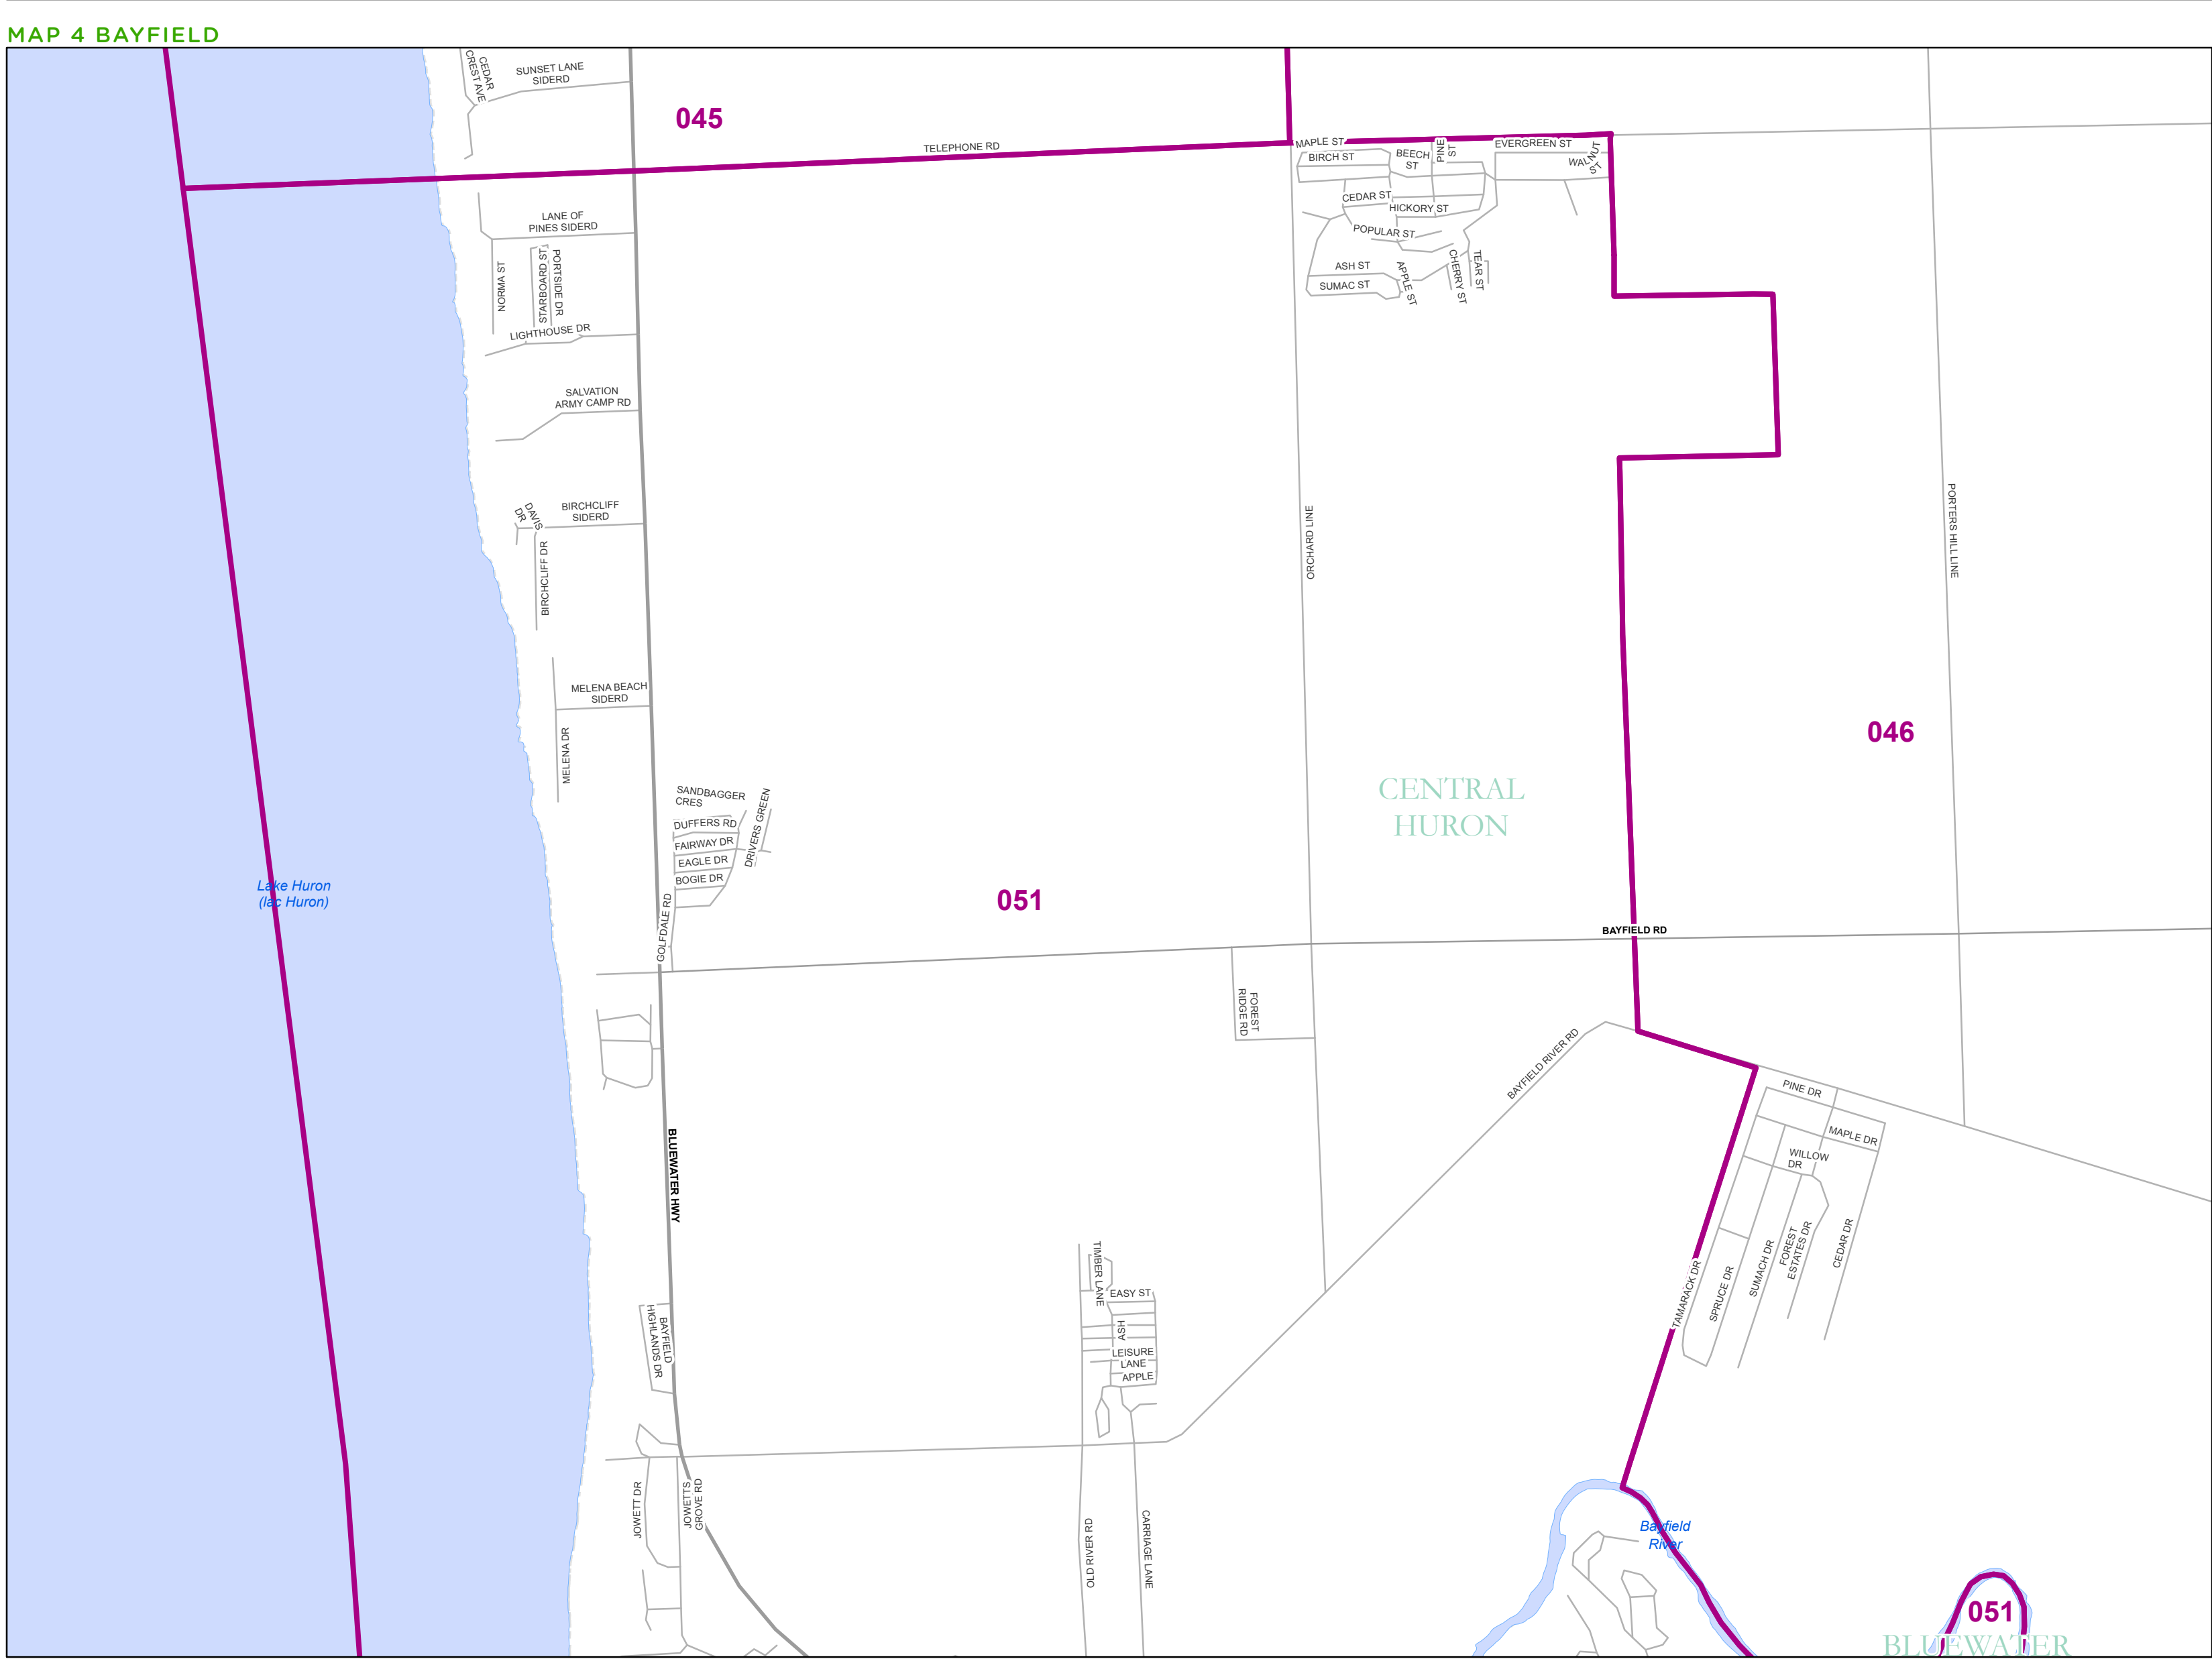 MAP 4 BAYFIELD
CEDAR
CREST AVE
SUNSET LANE
SIDERD
045
TELEPHONE RD
MAPLE ST
BIRCH ST
BEECH
ST
PINE
ST
EVERGREEN ST
WALNUT
ST
CEDAR ST
HICKORY ST
POPULAR ST
ASH ST
SUMAC ST
APPLE ST
CHERRY ST
TEAR ST
LANE OF
PINES SIDERD
NORMA ST
STARBOARD ST
PORTSIDE DR
LIGHTHOUSE DR
SALVATION
ARMY CAMP RD
DAVIS
DR
BIRCHCLIFF
SIDERD
BIRCHCLIFF DR
ORCHARD LINE
PORTERS HILL LINE
MELENA BEACH
SIDERD
MELENA DR
046
SANDBAGGER
CRES
DUFFERS RD
FAIRWAY DR
EAGLE DR
BOGIE DR
DRIVERS GREEN
CENTRAL
HURON
Lake Huron
(lac Huron)
051
GOLFDALE RD
BAYFIELD RD
FOREST
RIDGE RD
BAYFIELD RIVER RD
PINE DR
MAPLE DR
WILLOW
DR
BLUEWATER HWY
TIMBER LANE
EASY ST
ASH
LEISURE
LANE
APPLE
TAMARACK DR
SPRUCE DR
SUMACH DR
FOREST
ESTATES DR
CEDAR DR
BAYFIELD
HIGHLANDS DR
JOWETT DR
JOWETTS
GROVE RD
OLD RIVER RD
CARRIAGE LANE
Bayfield
River
051
BLUEWATER